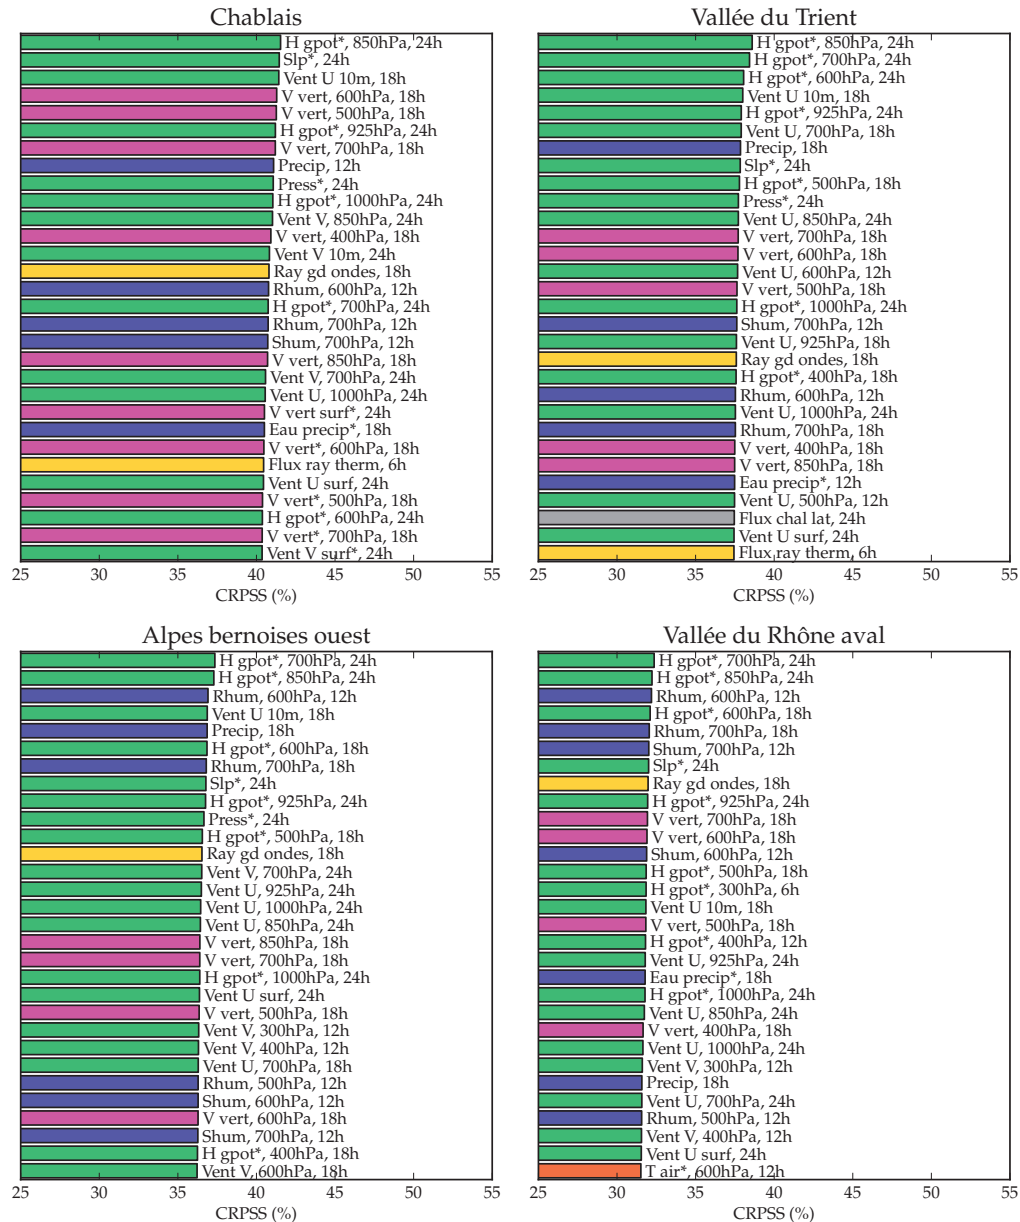 Chablais
H gpot*, 850hPa, 24h
Slp*, 24h
Vent U 10m, 18h
V vert, 600hPa, 18h
V vert, 500hPa, 18h
H gpot*, 925hPa, 24h
V vert, 700hPa, 18h
Precip, 12h
Press*, 24h
H gpot*, 1000hPa, 24h
Vent V, 850hPa, 24h
V vert, 400hPa, 18h
Vent V 10m, 24h
Ray gd ondes, 18h
Rhum, 600hPa, 12h
H gpot*, 700hPa, 24h
Rhum, 700hPa, 12h
Shum, 700hPa, 12h
V vert, 850hPa, 18h
Vent V, 700hPa, 24h
Vent U, 1000hPa, 24h
V vert surf*, 24h
Eau precip*, 18h
V vert*, 600hPa, 18h
Flux ray therm, 6h
Vent U surf, 24h
V vert*, 500hPa, 18h
H gpot*, 600hPa, 24h
V vert*, 700hPa, 18h
Vent V surf*, 24h
25 30 35 40 45 50 55
CRPSS (%)
Vallée du Trient
H gpot*, 850hPa, 24h
H gpot*, 700hPa, 24h
H gpot*, 600hPa, 24h
Vent U 10m, 18h
H gpot*, 925hPa, 24h
Vent U, 700hPa, 18h
Precip, 18h
Slp*, 24h
H gpot*, 500hPa, 18h
Press*, 24h
Vent U, 850hPa, 24h
V vert, 700hPa, 18h
V vert, 600hPa, 18h
Vent U, 600hPa, 12h
V vert, 500hPa, 18h
H gpot*, 1000hPa, 24h
Shum, 700hPa, 12h
Vent U, 925hPa, 18h
Ray gd ondes, 18h
H gpot*, 400hPa, 18h
Rhum, 600hPa, 12h
Vent U, 1000hPa, 24h
Rhum, 700hPa, 18h
V vert, 400hPa, 18h
V vert, 850hPa, 18h
Eau precip*, 12h
Vent U, 500hPa, 12h
Flux chal lat, 24h
Vent U surf, 24h
Flux ray therm, 6h
25 30 35 40 45 50 55
CRPSS (%)
Alpes bernoises ouest
H gpot*, 700hPa, 24h
H gpot*, 850hPa, 24h
Rhum, 600hPa, 12h
Vent U 10m, 18h
Precip, 18h
H gpot*, 600hPa, 18h
Rhum, 700hPa, 18h
Slp*, 24h
H gpot*, 925hPa, 24h
Press*, 24h
H gpot*, 500hPa, 18h
Ray gd ondes, 18h
Vent V, 700hPa, 24h
Vent U, 925hPa, 24h
Vent U, 1000hPa, 24h
Vent U, 850hPa, 24h
V vert, 850hPa, 18h
V vert, 700hPa, 18h
H gpot*, 1000hPa, 24h
Vent U surf, 24h
V vert, 500hPa, 18h
Vent V, 300hPa, 12h
Vent V, 400hPa, 12h
Vent U, 700hPa, 18h
Rhum, 500hPa, 12h
Shum, 600hPa, 12h
V vert, 600hPa, 18h
Shum, 700hPa, 12h
H gpot*, 400hPa, 18h
Vent V, 600hPa, 18h
25 30 35 40 45 50 55
CRPSS (%)
Vallée du Rhône aval
H gpot*, 700hPa, 24h
H gpot*, 850hPa, 24h
Rhum, 600hPa, 12h
H gpot*, 600hPa, 18h
Rhum, 700hPa, 18h
Shum, 700hPa, 12h
Slp*, 24h
Ray gd ondes, 18h
H gpot*, 925hPa, 24h
V vert, 700hPa, 18h
V vert, 600hPa, 18h
Shum, 600hPa, 12h
H gpot*, 500hPa, 18h
H gpot*, 300hPa, 6h
Vent U 10m, 18h
V vert, 500hPa, 18h
H gpot*, 400hPa, 12h
Vent U, 925hPa, 24h
Eau precip*, 18h
H gpot*, 1000hPa, 24h
Vent U, 850hPa, 24h
V vert, 400hPa, 18h
Vent U, 1000hPa, 24h
Vent V, 300hPa, 12h
Precip, 18h
Vent U, 700hPa, 24h
Rhum, 500hPa, 12h
Vent V, 400hPa, 12h
Vent U surf, 24h
T air*, 600hPa, 12h
25 30 35 40 45 50 55
CRPSS (%)